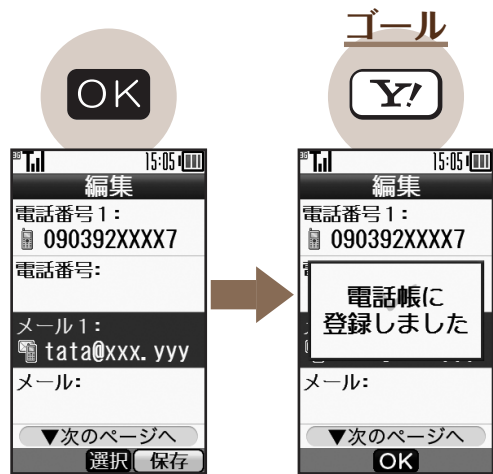 ゴール
OK
Y!
3G 15:05
編集
電話番号1:
090392XXXX7
電話番号:
メール1:
tata@xxx.yyy
メール:
▼次のページへ
選択 保存
3G 15:05
編集
電話番号1:
090392XXXX7
電話帳に
登録しました
メール:
▼次のページへ
OK